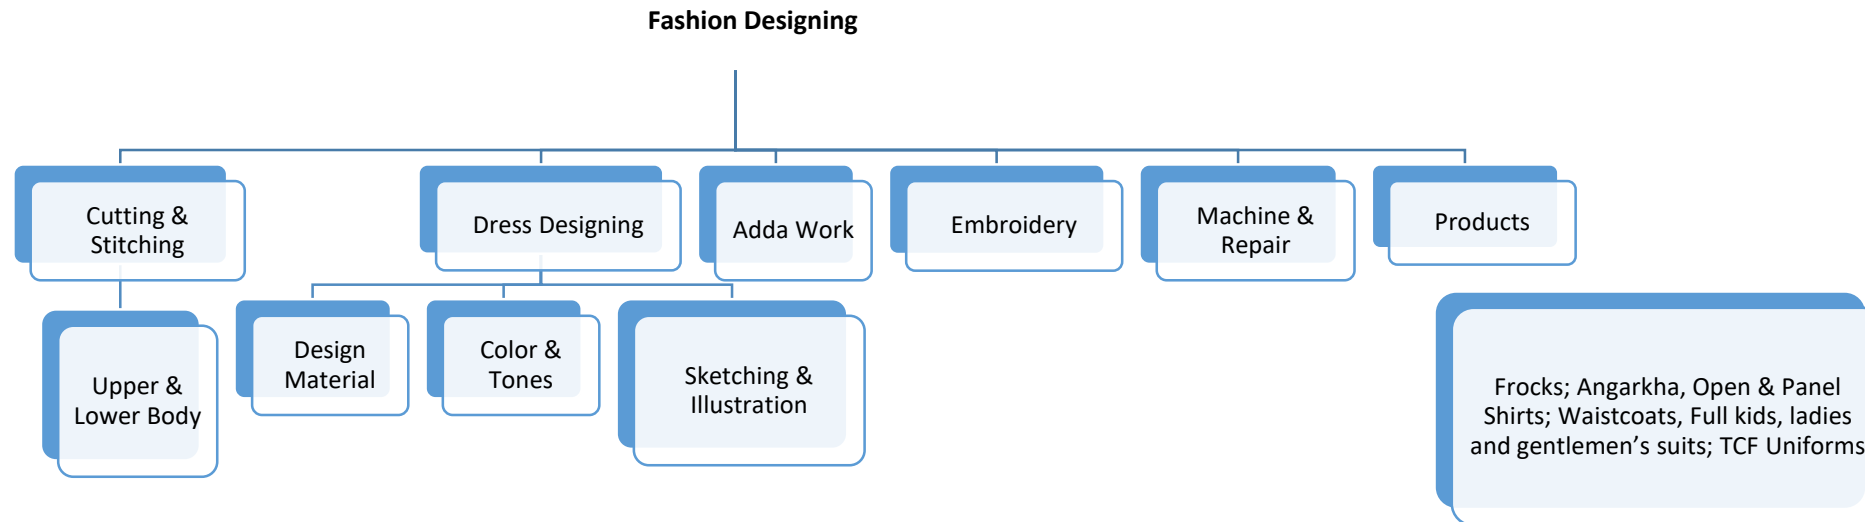 Fashion Designing
Cutting &
Stitching
Dress Designing
Adda Work
Embroidery
Machine &
Repair
Products
Upper &
Lower Body
Design
Material
Color &
Tones
Sketching &
Illustration
Frocks; Angarkha, Open & Panel
Shirts; Waistcoats, Full kids, ladies
and gentlemen’s suits; TCF Uniforms